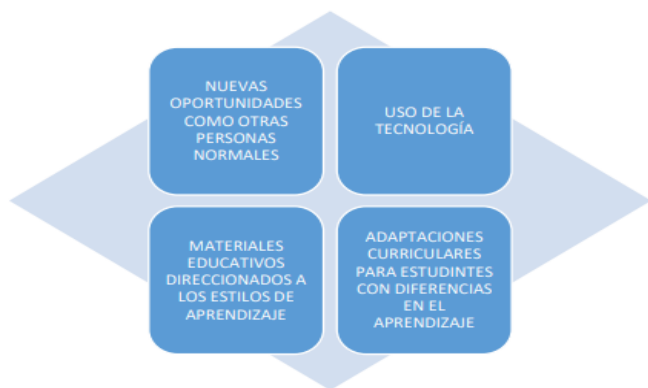 NUEVAS
OPORTUNIDADES
COMO OTRAS
PERSONAS
NORMALES
USO DE LA
TECNOLOGÍA
MATERIALES
EDUCATIVOS
DIRECCIONADOS A
LOS ESTILOS DE
APRENDIZAJE
ADAPTACIONES
CURRICULARES
PARA ESTUDINTES
CON DIFERENCIAS
EN EL
APRENDIZAJE